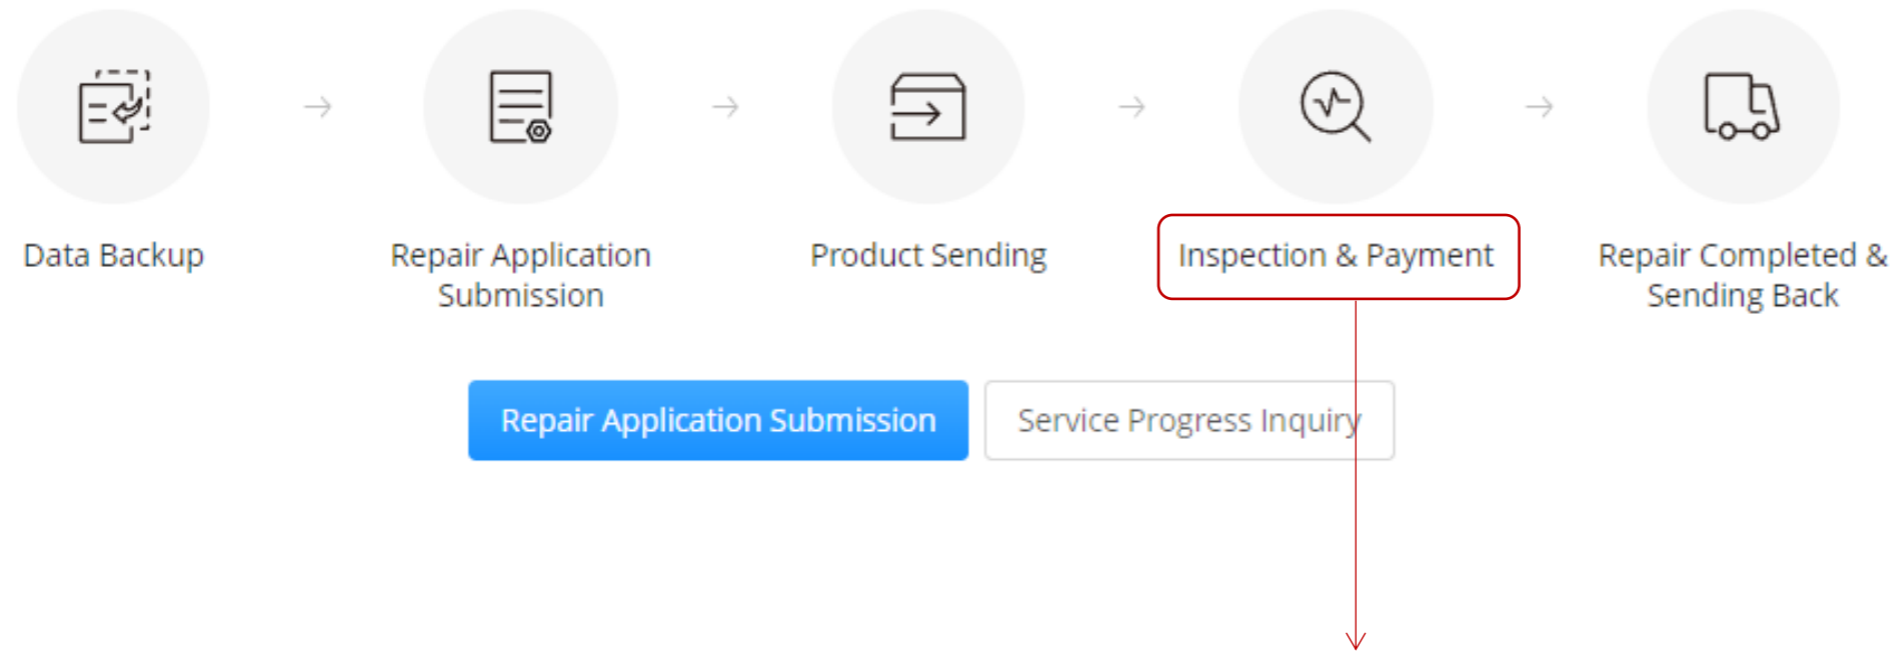 Data Backup
Repair Application
Submission
Product Sending
Inspection & Payment
Repair Completed &
Sending Back
Repair Application Submission
Service Progress Inquiry